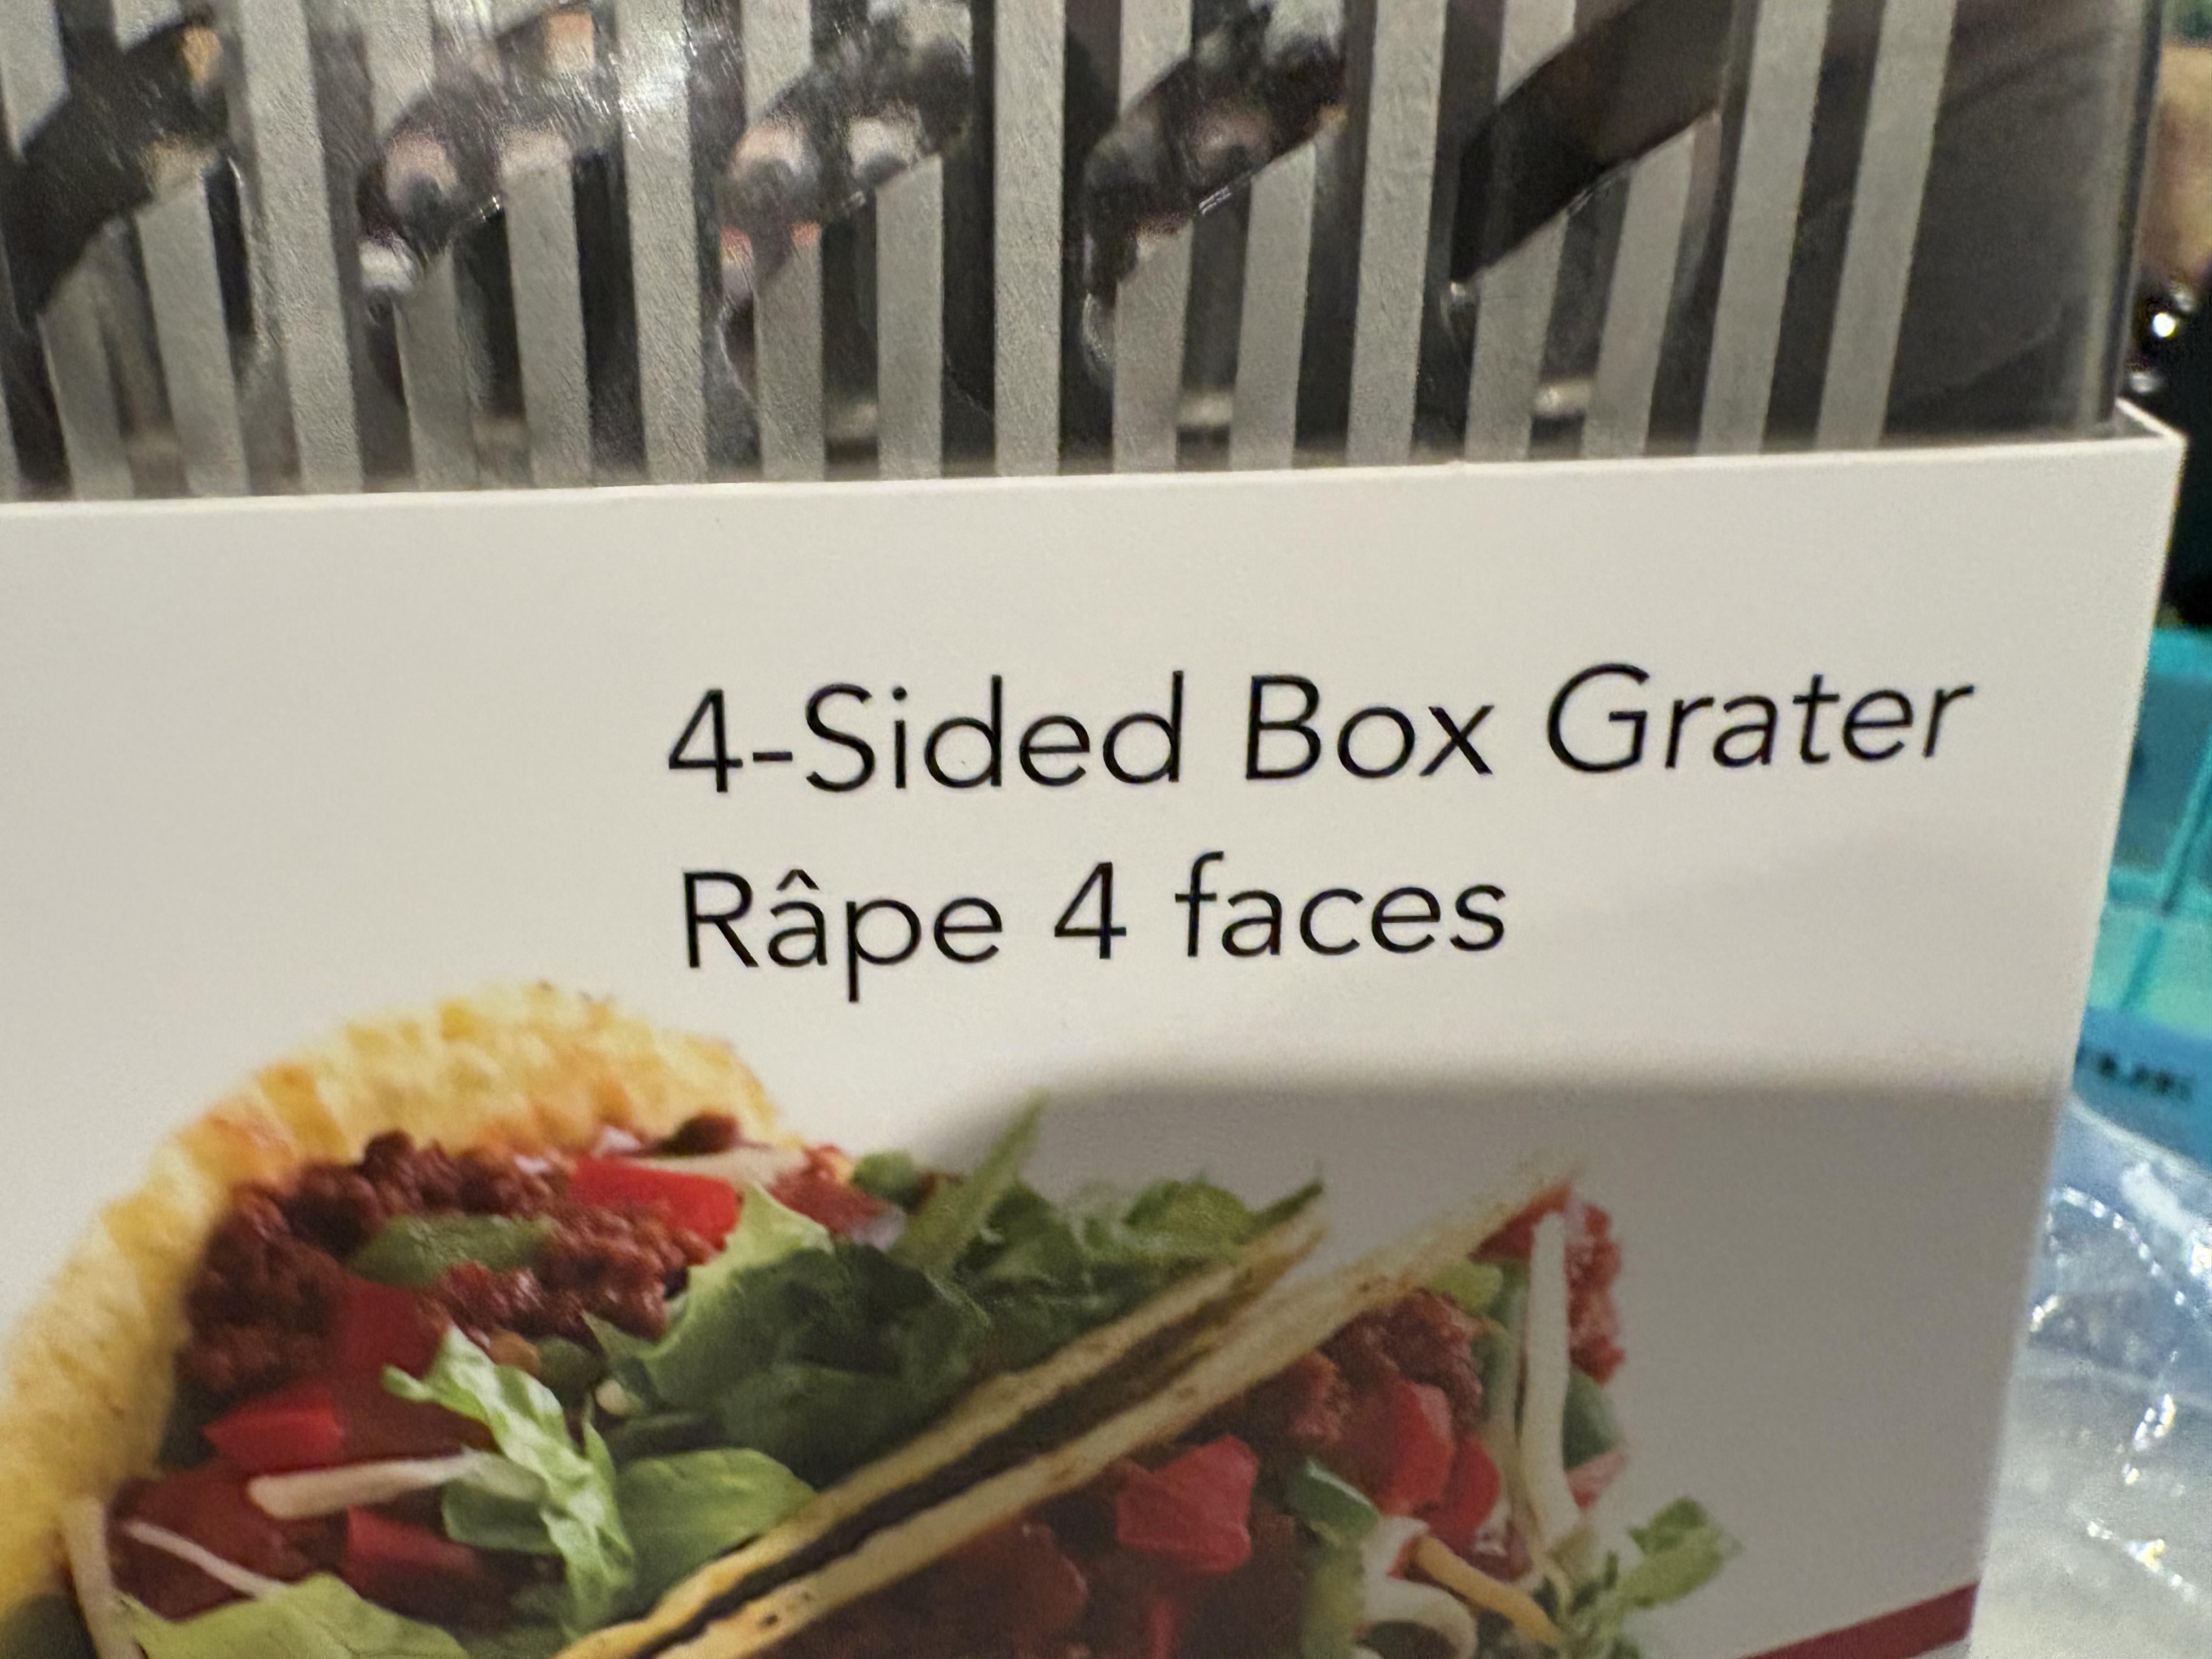 4-Sided Box Grater
Râpe 4 faces